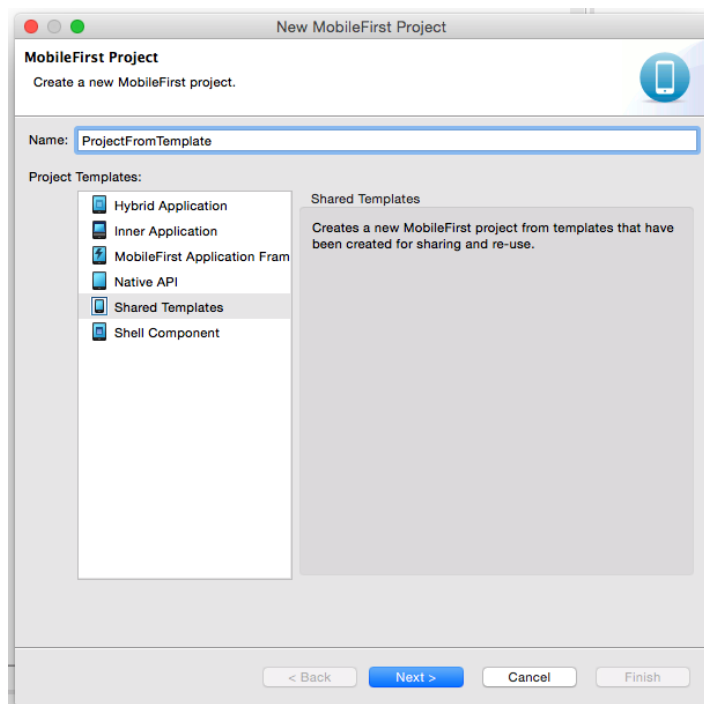 New MobileFirst Project
MobileFirst Project
Create a new MobileFirst project.
Name: ProjectFromTemplate
Project Templates:
Hybrid Application
Inner Application
MobileFirst Application Fram
Native API
Shared Templates
Shell Component
Shared Templates
Creates a new MobileFirst project from templates that have
been created for sharing and re-use.
< Back Next > Cancel Finish